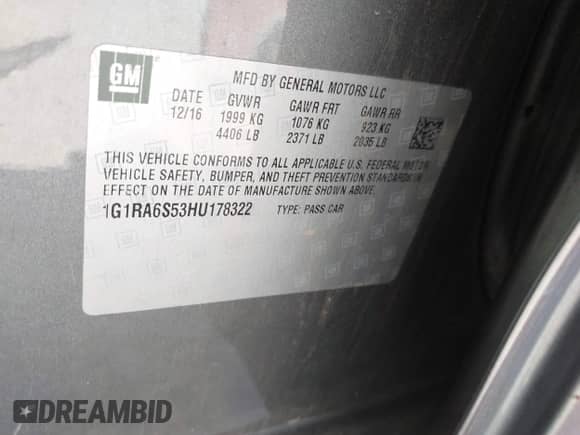 GM
MFD BY GENERAL MOTORS LLC
DATE GVWR GAWR FRT GAWR RR
12/16 1999 KG 1076 KG 923 KG
4406 LB 2371 LB 2035 LB
THIS VEHICLE CONFORMS TO ALL APPLICABLE U.S. FEDERAL MOTOR
VEHICLE SAFETY, BUMPER, AND THEFT PREVENTION STANDARDS IN
EFFECT ON THE DATE OF MANUFACTURE SHOWN ABOVE.
1G1RA6S53HU178322 TYPE: PASS CAR
DREAMBID